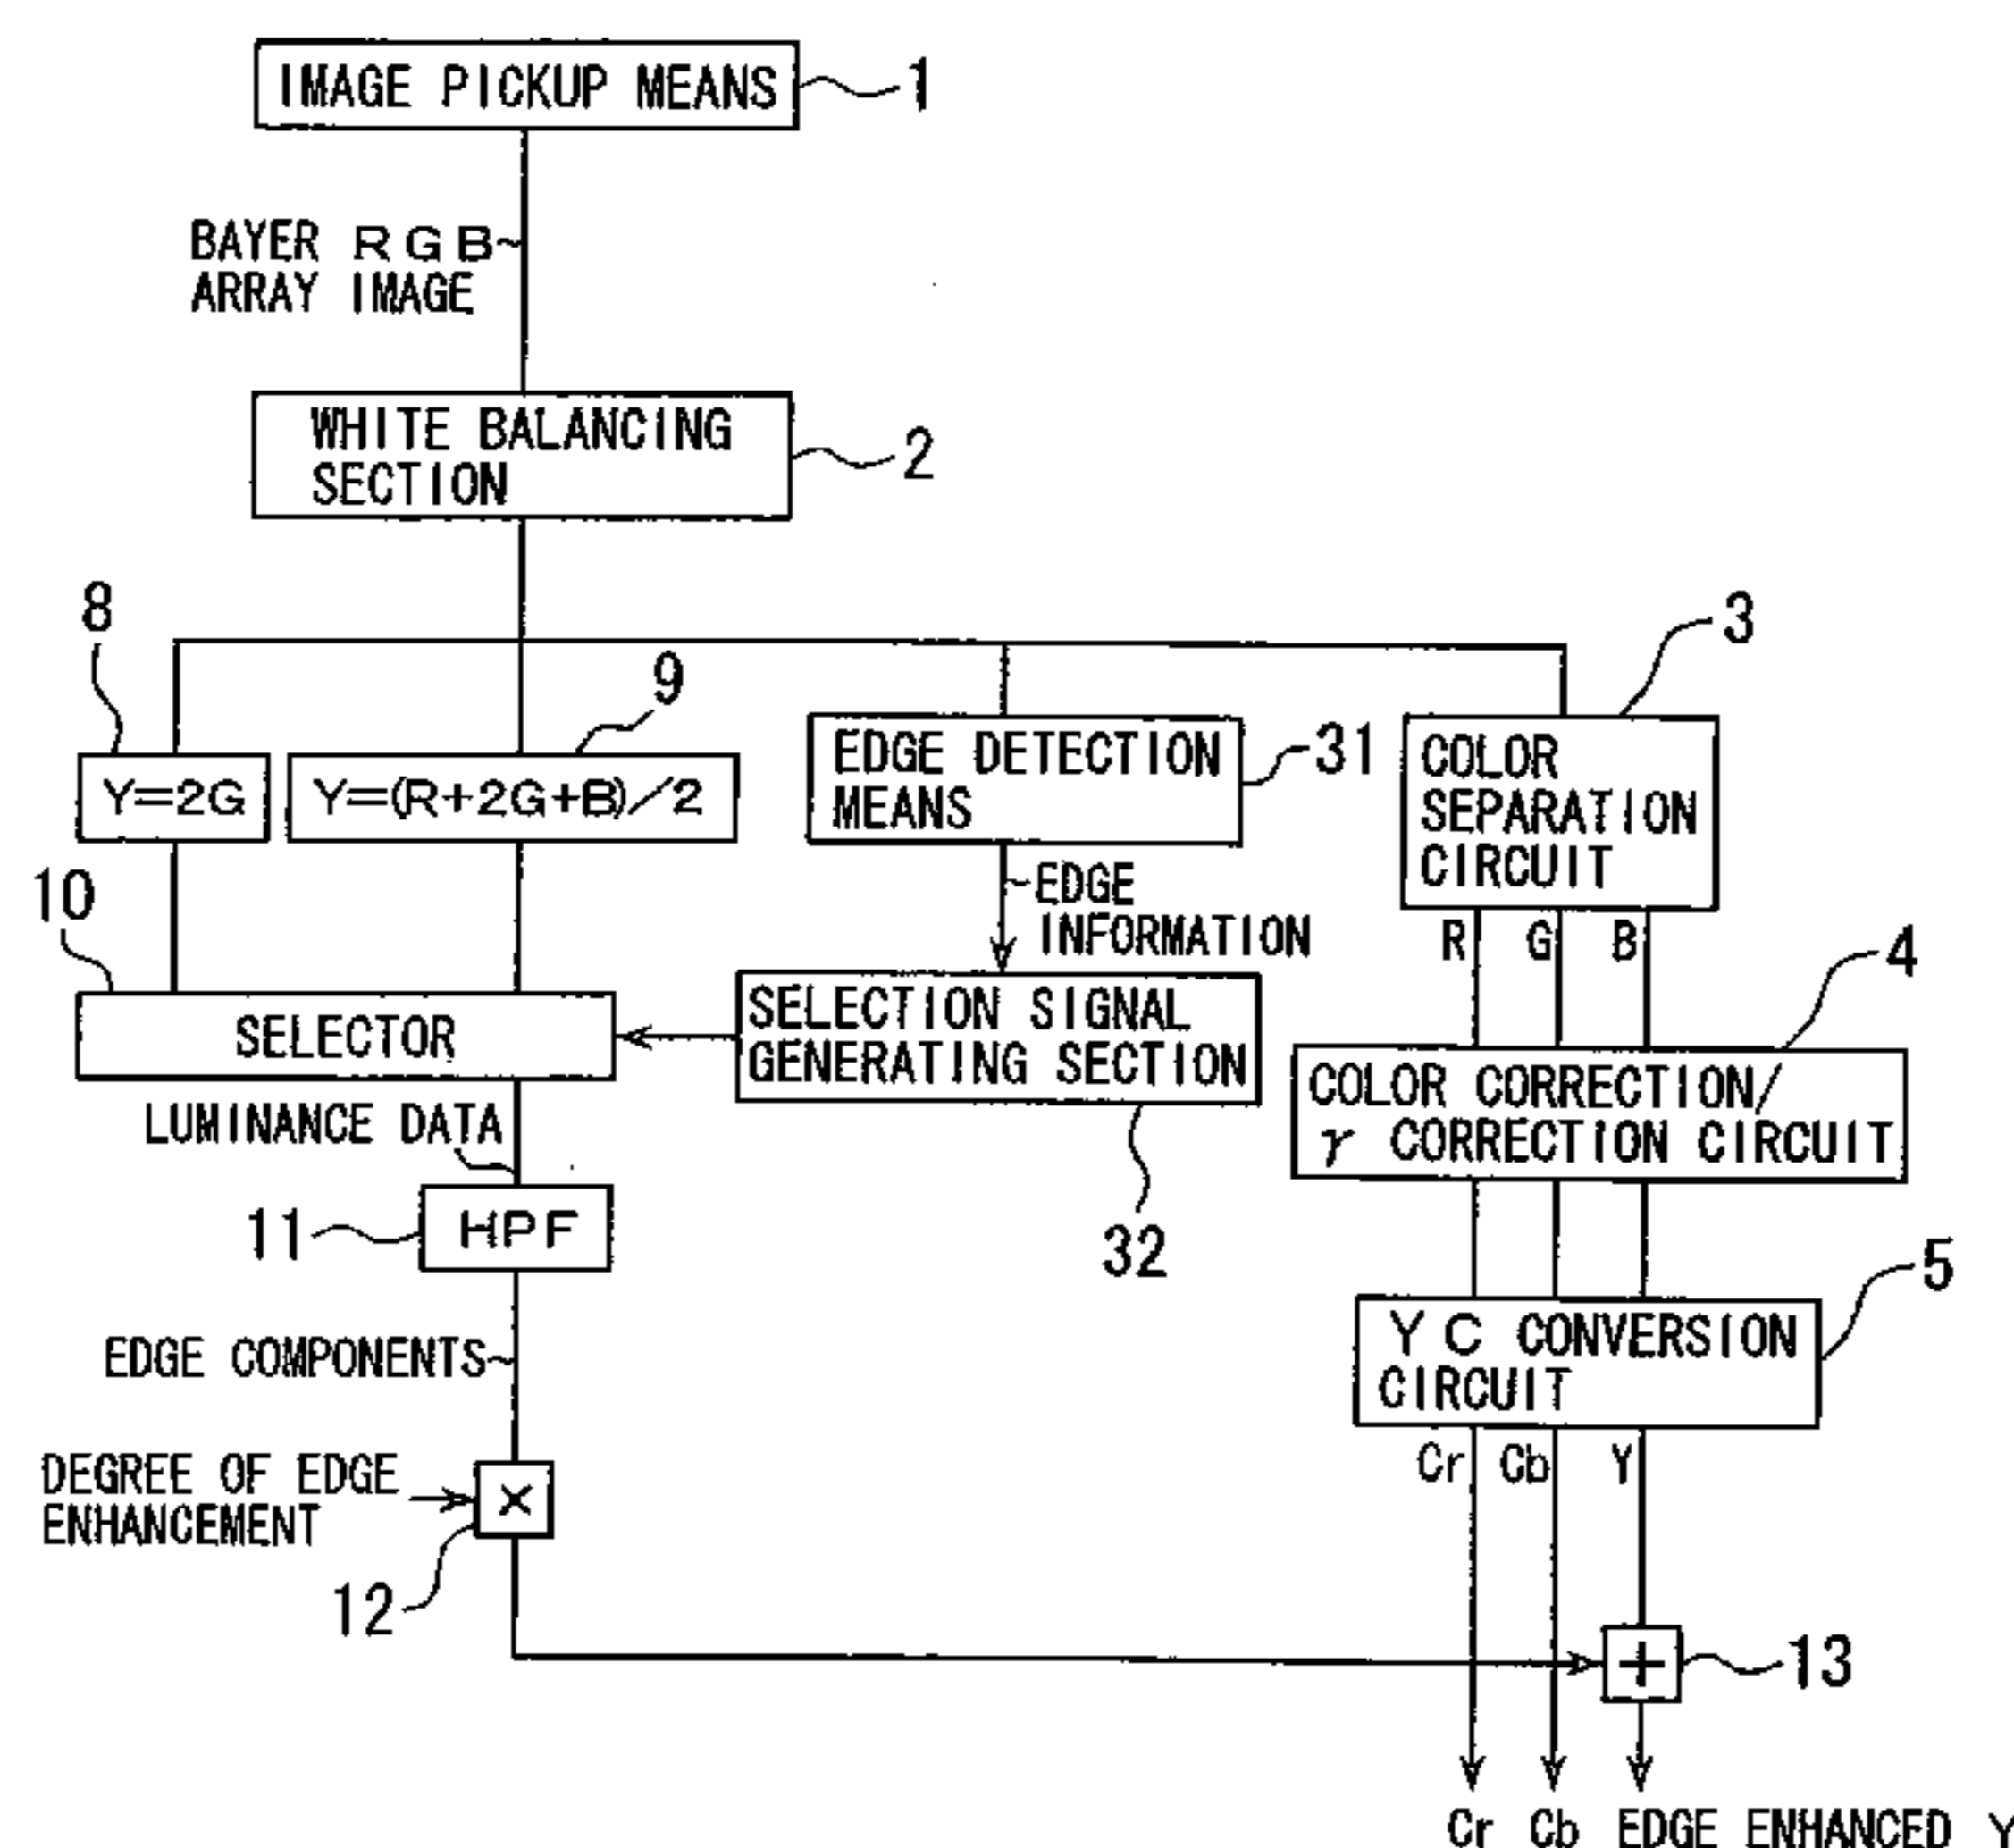 IMAGE PICKUP MEANS
1
BAYER RGB
ARRAY IMAGE
WHITE BALANCING
SECTION
2
8
9
3
Y=2G
Y=(R+2G+B)/2
EDGE DETECTION
MEANS
31
COLOR
SEPARATION
CIRCUIT
10
EDGE
INFORMATION
R G B
4
SELECTOR
SELECTION SIGNAL
GENERATING SECTION
COLOR CORRECTION/
γ CORRECTION CIRCUIT
LUMINANCE DATA
11
HPF
32
5
YC CONVERSION
CIRCUIT
EDGE COMPONENTS
Cr Cb Y
DEGREE OF EDGE
ENHANCEMENT
×
12
+
13
Cr Cb EDGE ENHANCED Y